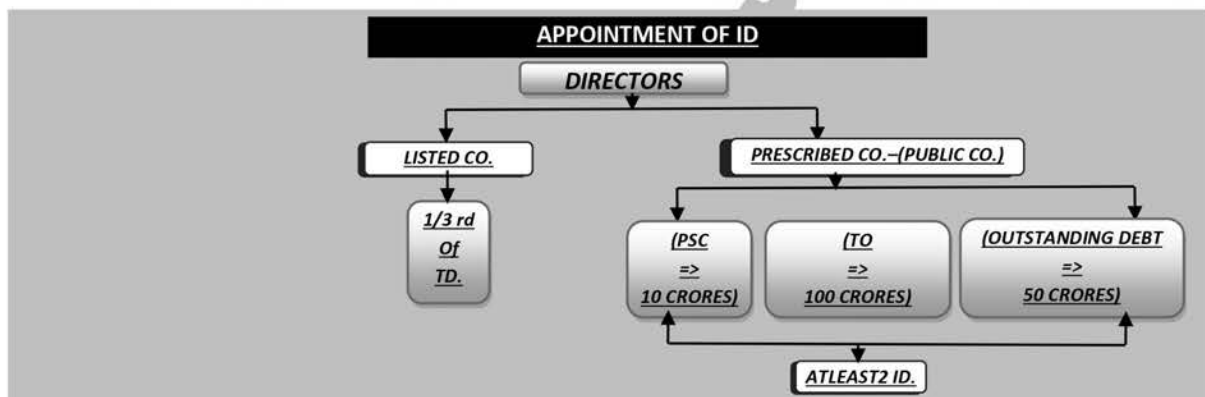 APPOINTMENT OF ID
DIRECTORS
LISTED CO.
PRESCRIBED CO.–(PUBLIC CO.)
1/3 rd
Of
TD.
(PSC
=>
10 CRORES)
(TO
=>
100 CRORES)
(OUTSTANDING DEBT
=>
50 CRORES)
ATLEAST2 ID.